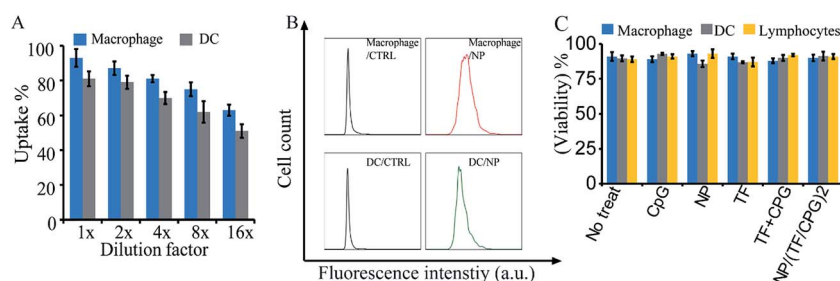 A
Macrophage DC
Uptake %
100
80
60
40
20
0
1x 2x 4x 8x 16x
Dilution factor
B
Cell count
Macrophage
/CTRL
Macrophage
/NP
DC/CTRL
DC/NP
Fluorescence intenstiy (a.u.)
C
Macrophage DC Lymphocytes
(Viability) %
100
75
50
25
0
No treat
CpG
NP
TF
TF+CPG
NP/(TF/CPG)2